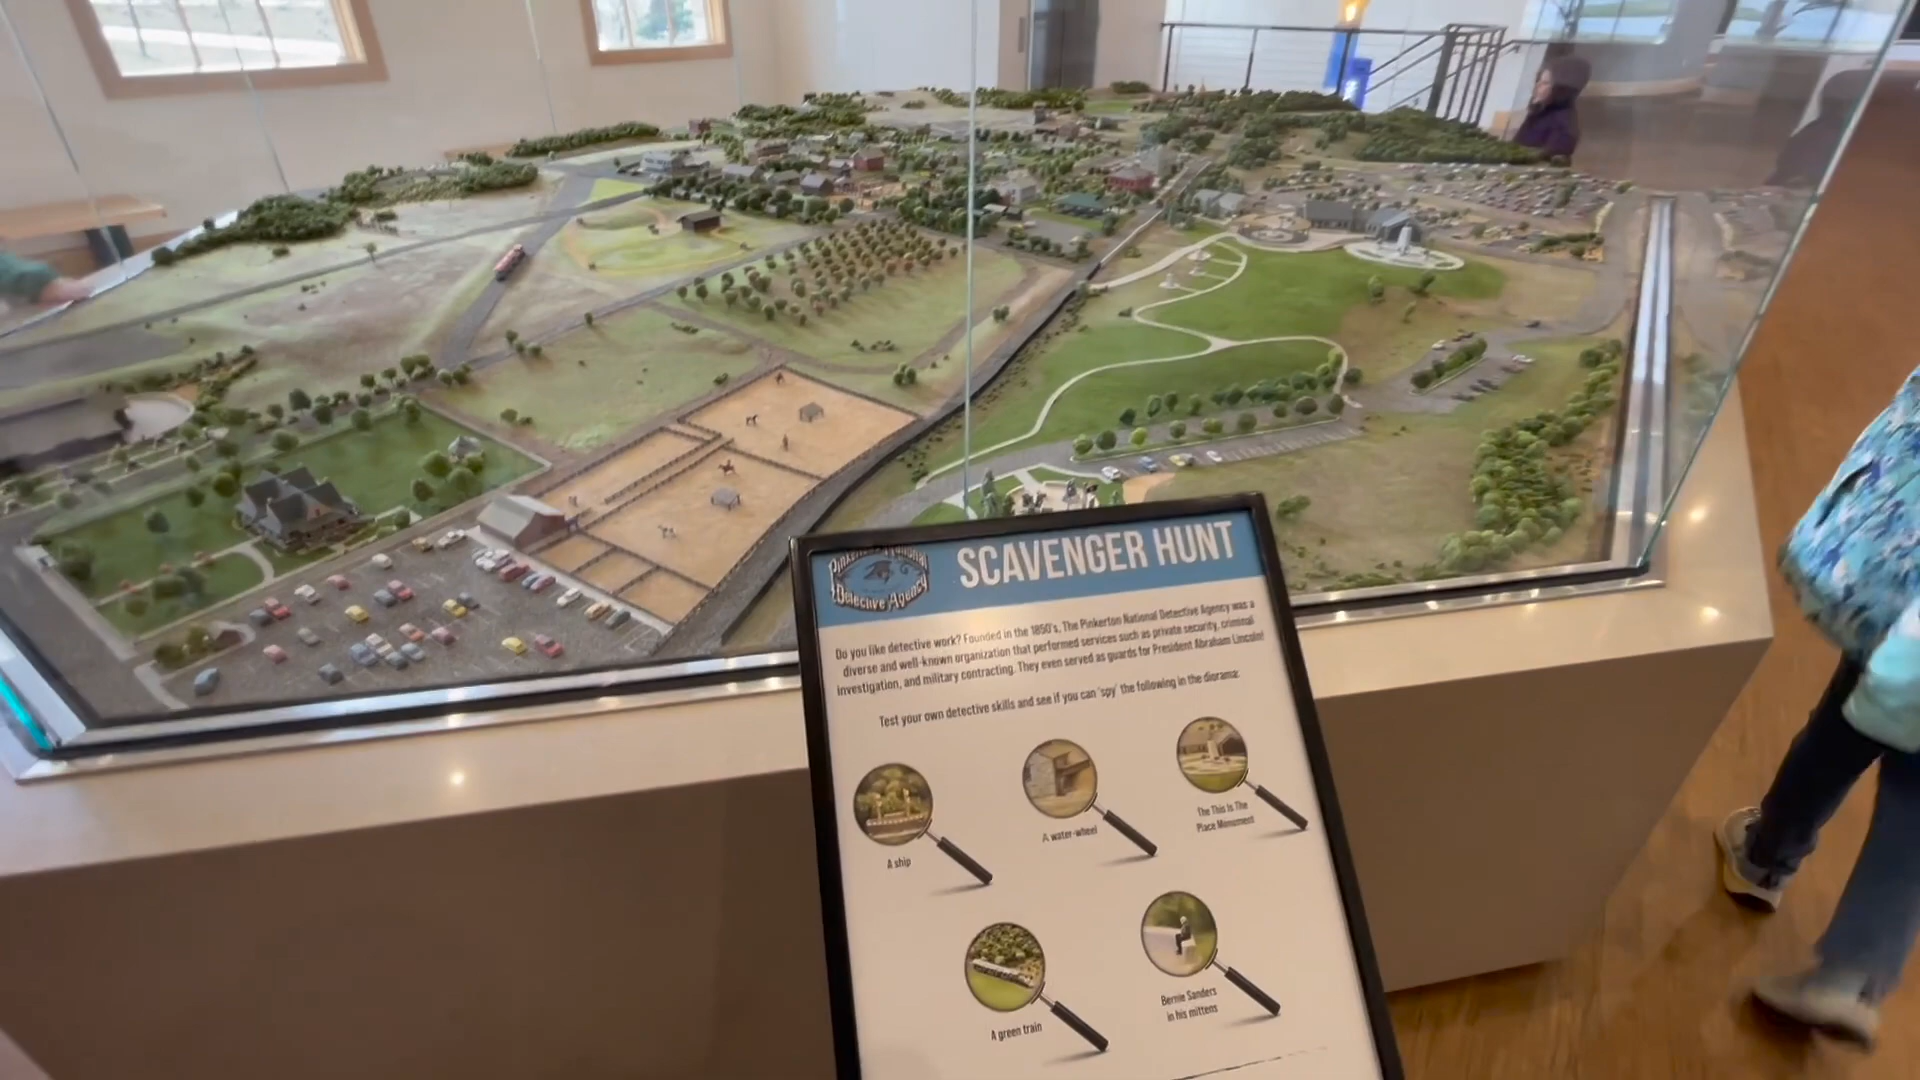 Pinkerton National
Detective Agency
SCAVENGER HUNT
Do you like detective work? Founded in the 1850's, The Pinkerton National Detective Agency was a
diverse and well-known organization that performed services such as private security, criminal
investigation, and military contracting. They even served as guards for President Abraham Lincoln!
Test your own detective skills and see if you can 'spy' the following in the diorama:
A ship
A water-wheel
The This Is The
Place Monument
A green train
Bernie Sanders
in his mittens